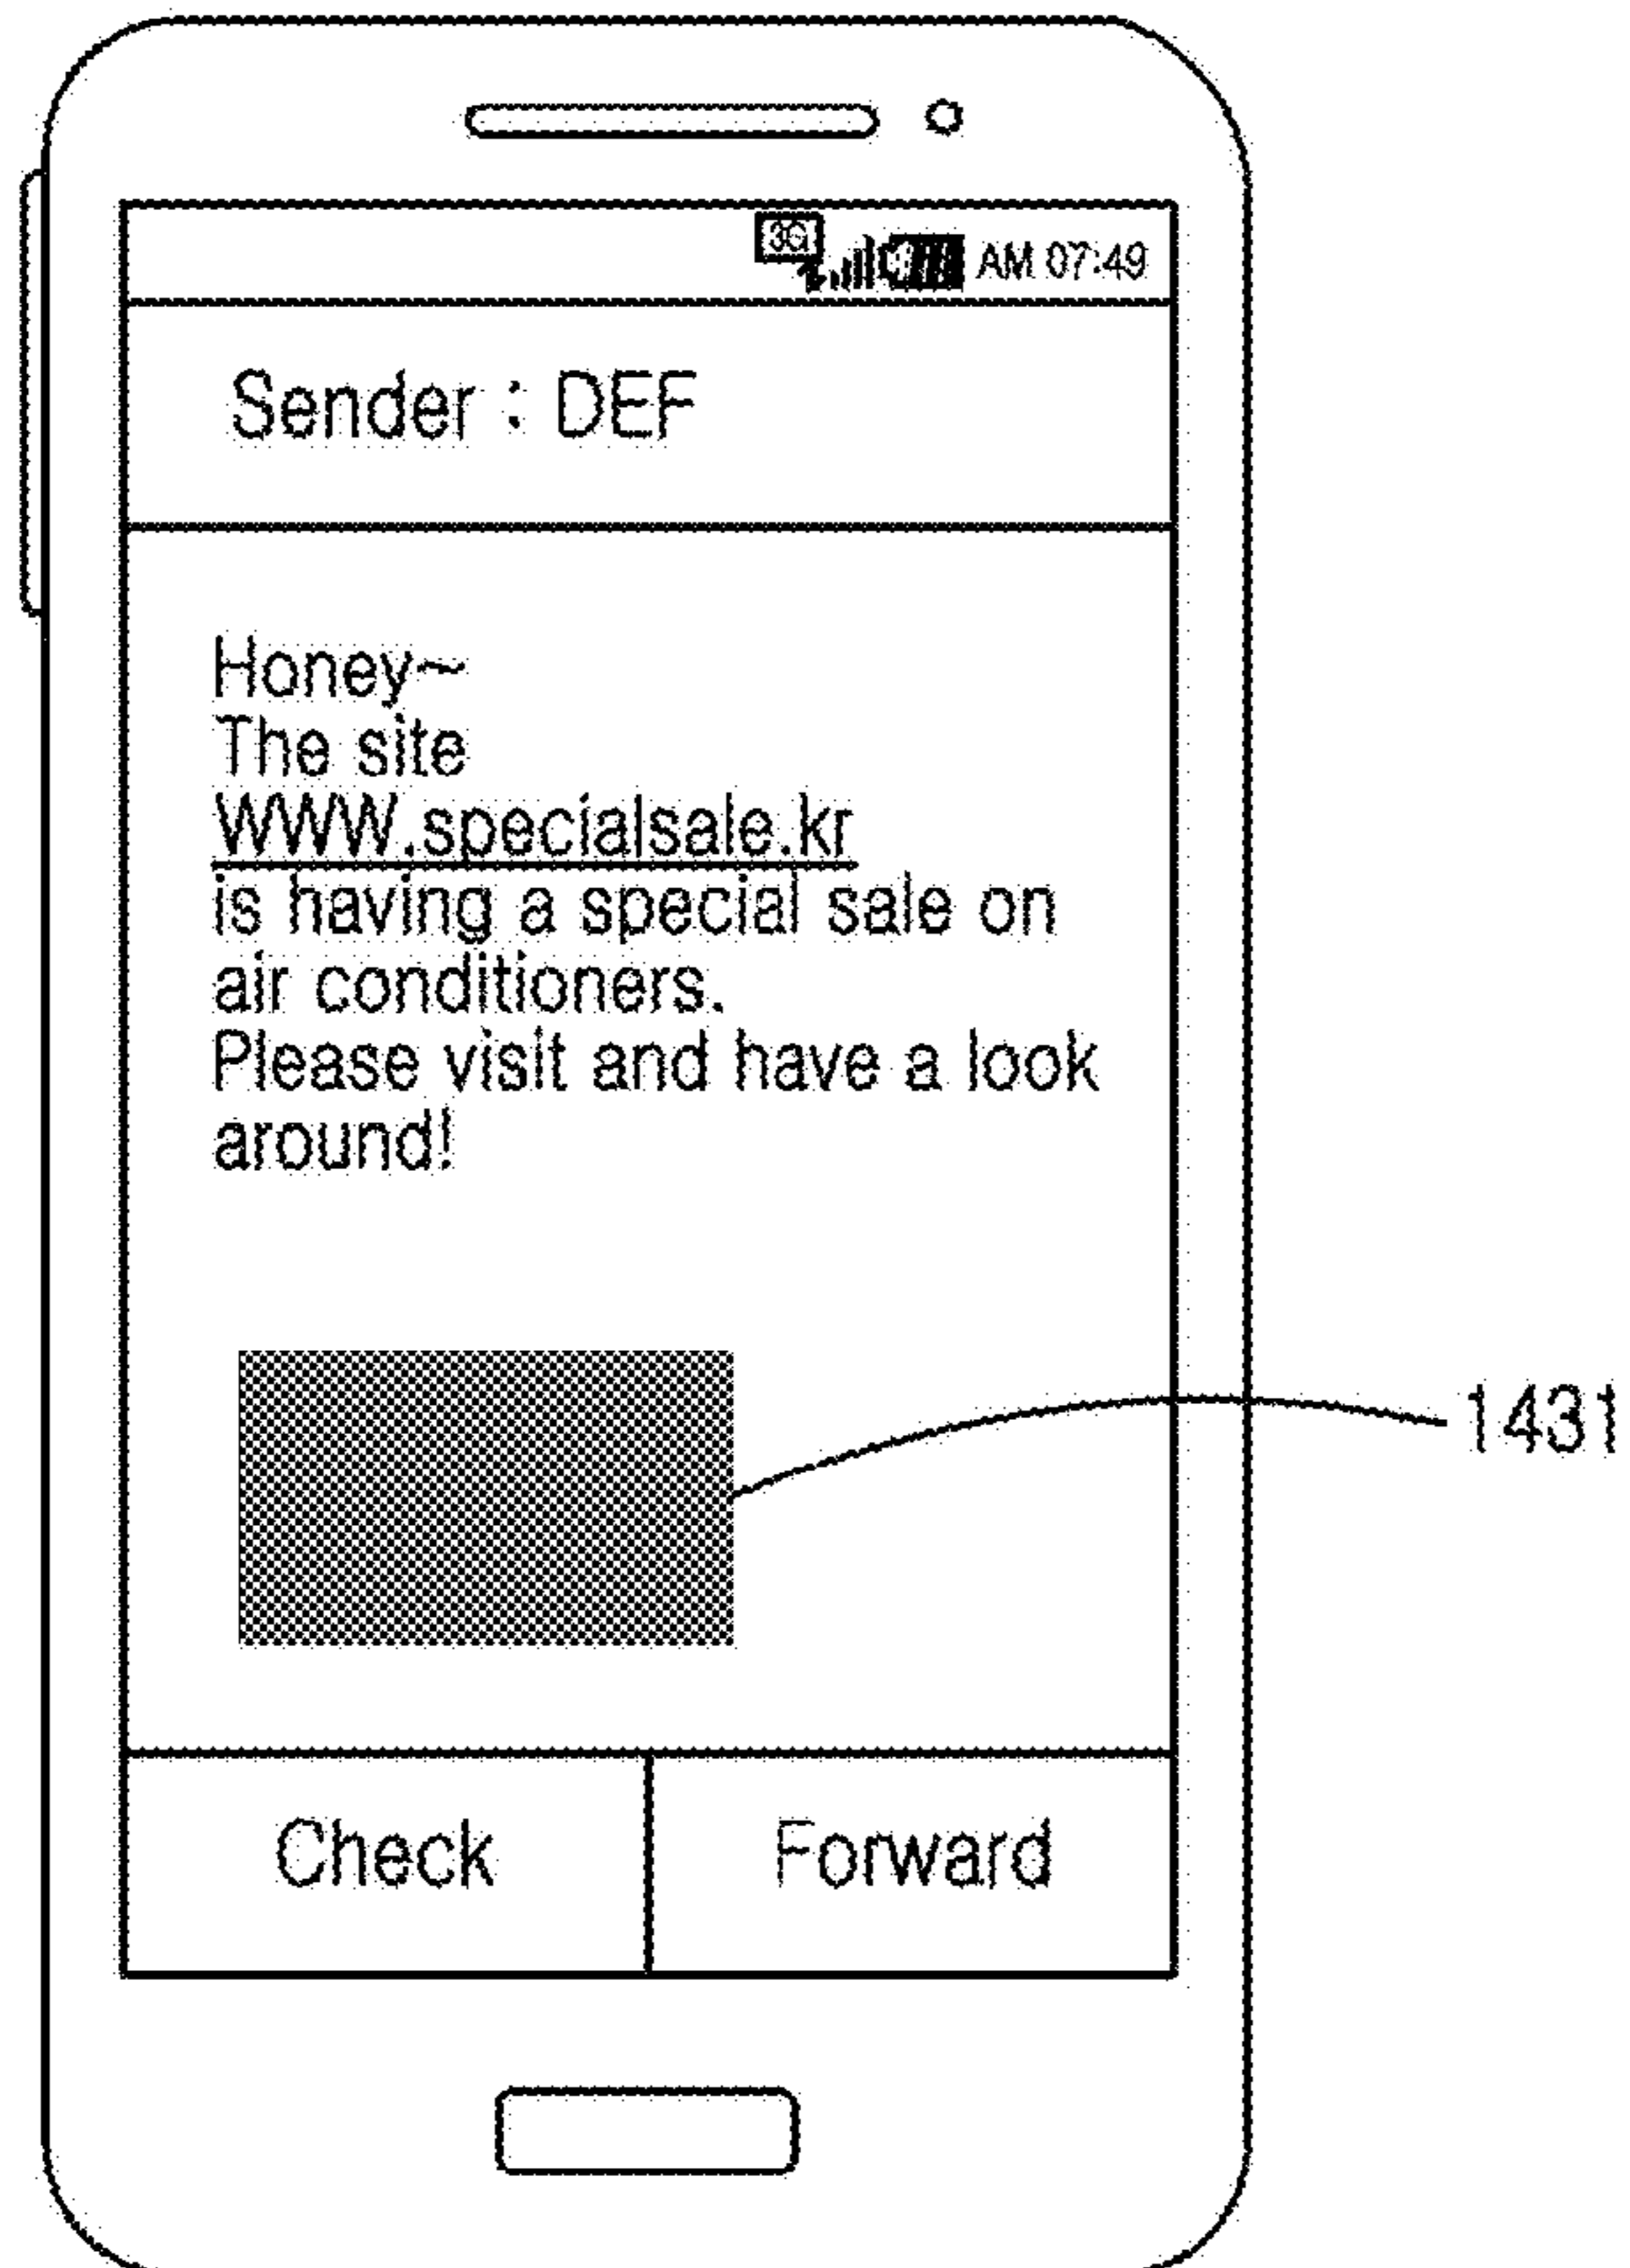 3G AM 07:49
Sender : DEF
Honey~
The site
WWW.specialsale.kr
is having a special sale on
air conditioners.
Please visit and have a look
around!
1431
Check Forward